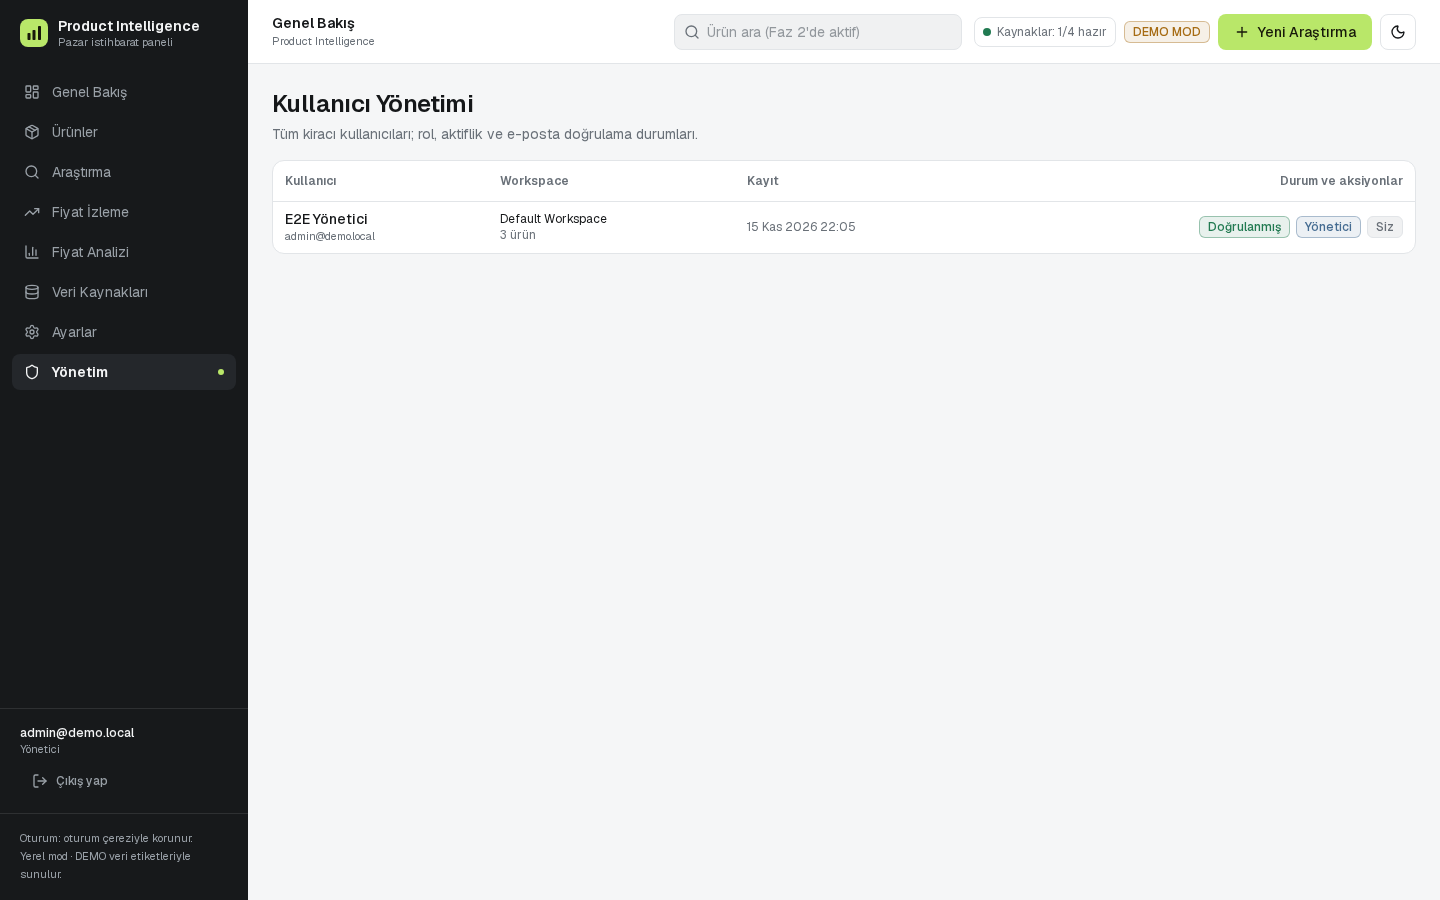 Product Intelligence
Pazar istihbarat paneli
Genel Bakış
Ürünler
Araştırma
Fiyat İzleme
Fiyat Analizi
Veri Kaynakları
Ayarlar
Yönetim
admin@demo.local
Yönetici
Çıkış yap
Oturum: oturum çereziyle korunur.
Yerel mod · DEMO veri etiketleriyle
sunulur.
Genel Bakış
Product Intelligence
Ürün ara (Faz 2'de aktif)
Kaynaklar: 1/4 hazır
DEMO MOD
Yeni Araştırma
Kullanıcı Yönetimi
Tüm kiracı kullanıcıları; rol, aktiflik ve e-posta doğrulama durumları.
Kullanıcı Workspace Kayıt Durum ve aksiyonlar
E2E Yönetici
admin@demo.local
Default Workspace
3 ürün
15 Kas 2026 22:05
Doğrulanmış Yönetici Siz